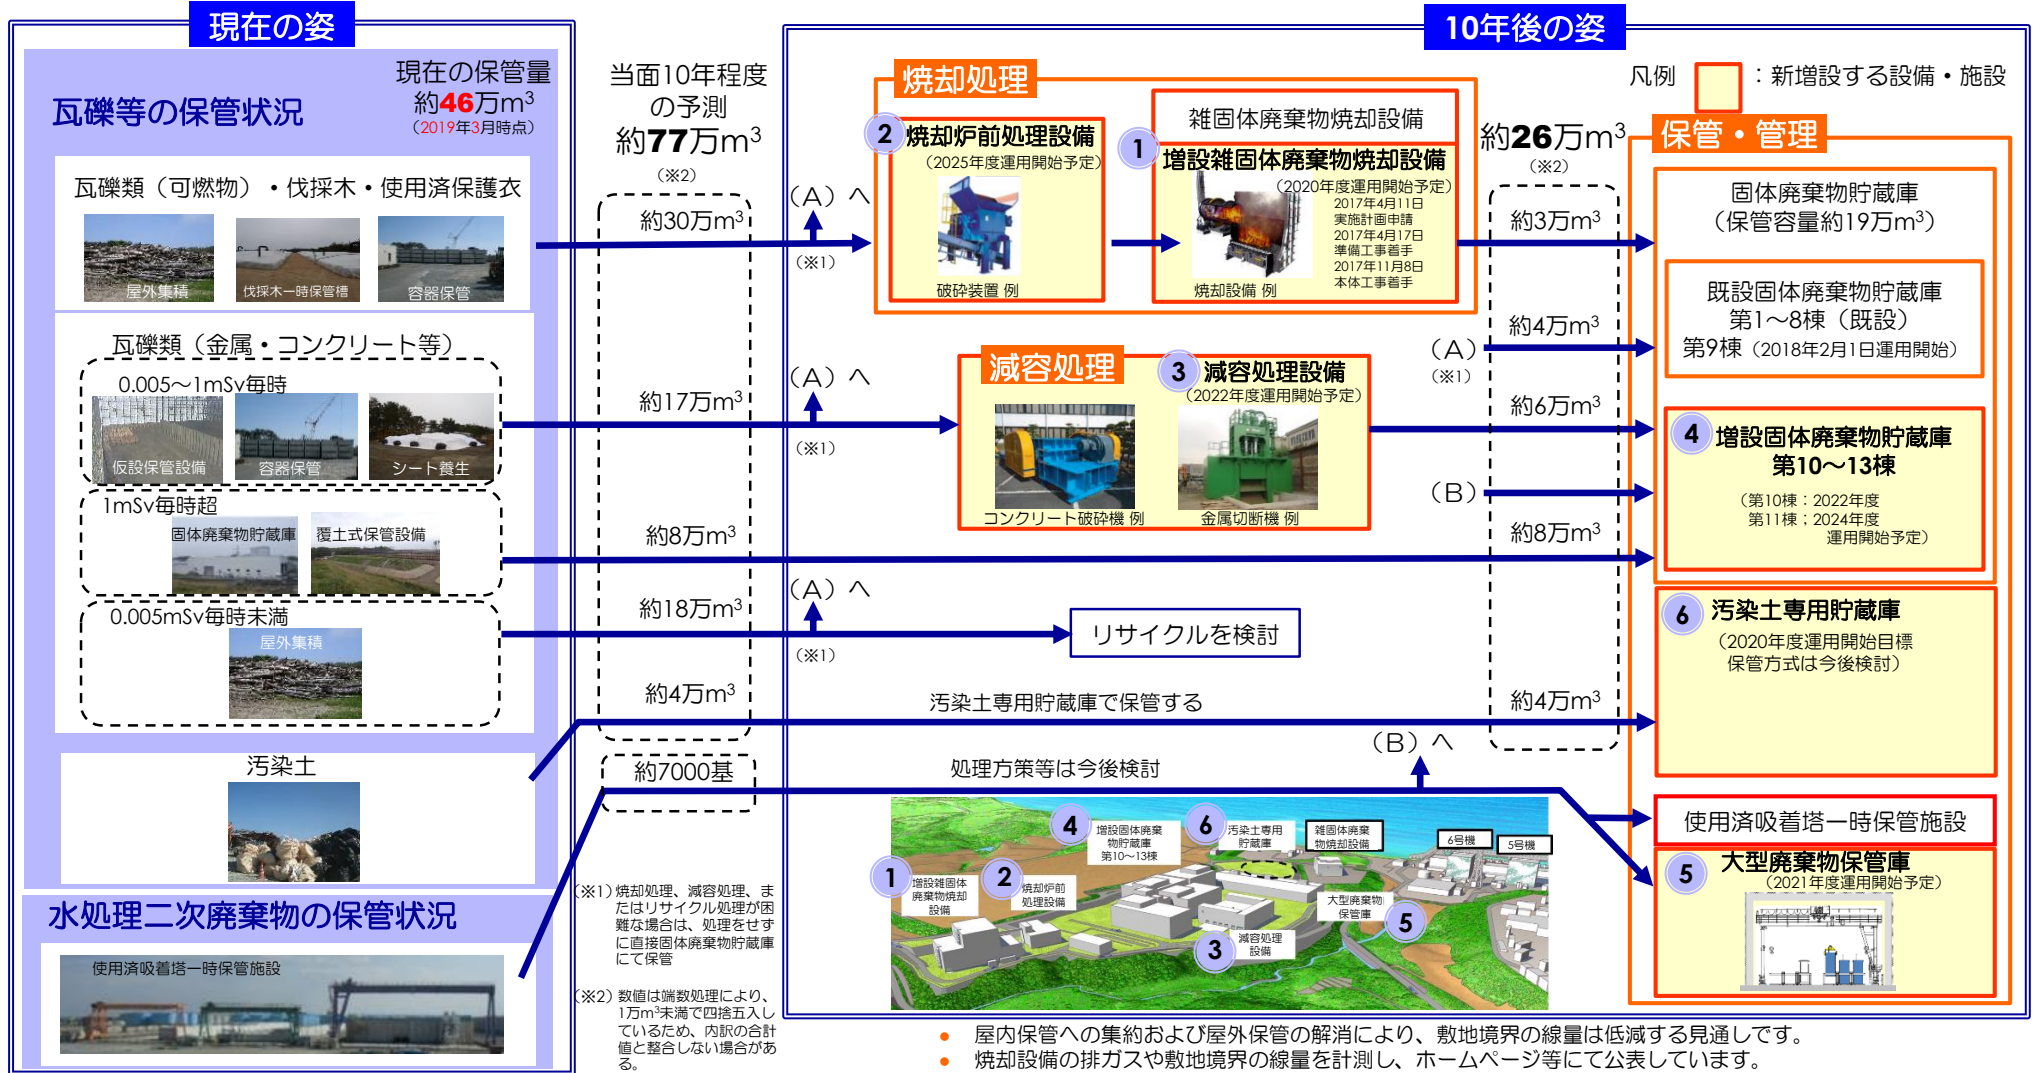 現在の姿
瓦礫等の保管状況
現在の保管量
約46万m³
（2019年3月時点）
瓦礫類（可燃物）・伐採木・使用済保護衣
屋外集積
伐採木一時保管槽
容器保管
瓦礫類（金属・コンクリート等）
0.005～1mSv毎時
仮設保管設備
容器保管
シート養生
1mSv毎時超
固体廃棄物貯蔵庫
覆土式保管設備
0.005mSv毎時未満
屋外集積
汚染土
水処理二次廃棄物の保管状況
使用済吸着塔一時保管施設
当面10年程度
の予測
約77万m³
（※2）
約30万m³
約17万m³
約8万m³
約18万m³
約4万m³
約7000基
（※1）焼却処理、減容処理、ま
たはリサイクル処理が困
難な場合は、処理をせず
に直接固体廃棄物貯蔵庫
にて保管
（※2）数値は端数処理により、
1万m³未満で四捨五入し
ているため、内訳の合計
値と整合しない場合があ
る。
10年後の姿
凡例
：新増設する設備・施設
（A）へ
（※1）
焼却処理
2
焼却炉前処理設備
（2025年度運用開始予定）
破砕装置 例
雑固体廃棄物焼却設備
1
増設雑固体廃棄物焼却設備
（2020年度運用開始予定）
2017年4月11日
実施計画申請
2017年4月17日
準備工事着手
2017年11月8日
本体工事着手
焼却設備 例
（A）へ
（※1）
減容処理
3
減容処理設備
（2022年度運用開始予定）
コンクリート破砕機 例
金属切断機 例
（A）へ
（※1）
リサイクルを検討
汚染土専用貯蔵庫で保管する
処理方策等は今後検討
（B）へ
約26万m³
（※2）
約3万m³
約4万m³
（A）
（※1）
約6万m³
（B）
約8万m³
約4万m³
保管・管理
固体廃棄物貯蔵庫
（保管容量約19万m³）
既設固体廃棄物貯蔵庫
第1～8棟（既設）
第9棟（2018年2月1日運用開始）
4
増設固体廃棄物貯蔵庫
第10～13棟
（第10棟：2022年度
第11棟；2024年度
運用開始予定）
6
汚染土専用貯蔵庫
（2020年度運用開始目標
保管方式は今後検討）
使用済吸着塔一時保管施設
5
大型廃棄物保管庫
（2021年度運用開始予定）
4
増設固体廃棄
物貯蔵庫
第10～13棟
6
汚染土専用
貯蔵庫
雑固体廃棄
物焼却設備
6号機
5号機
1
増設雑固体
廃棄物焼却
設備
2
焼却炉前
処理設備
大型廃棄物
保管庫
5
3
減容処理
設備
● 屋内保管への集約および屋外保管の解消により、敷地境界の線量は低減する見通しです。
● 焼却設備の排ガスや敷地境界の線量を計測し、ホームページ等にて公表しています。